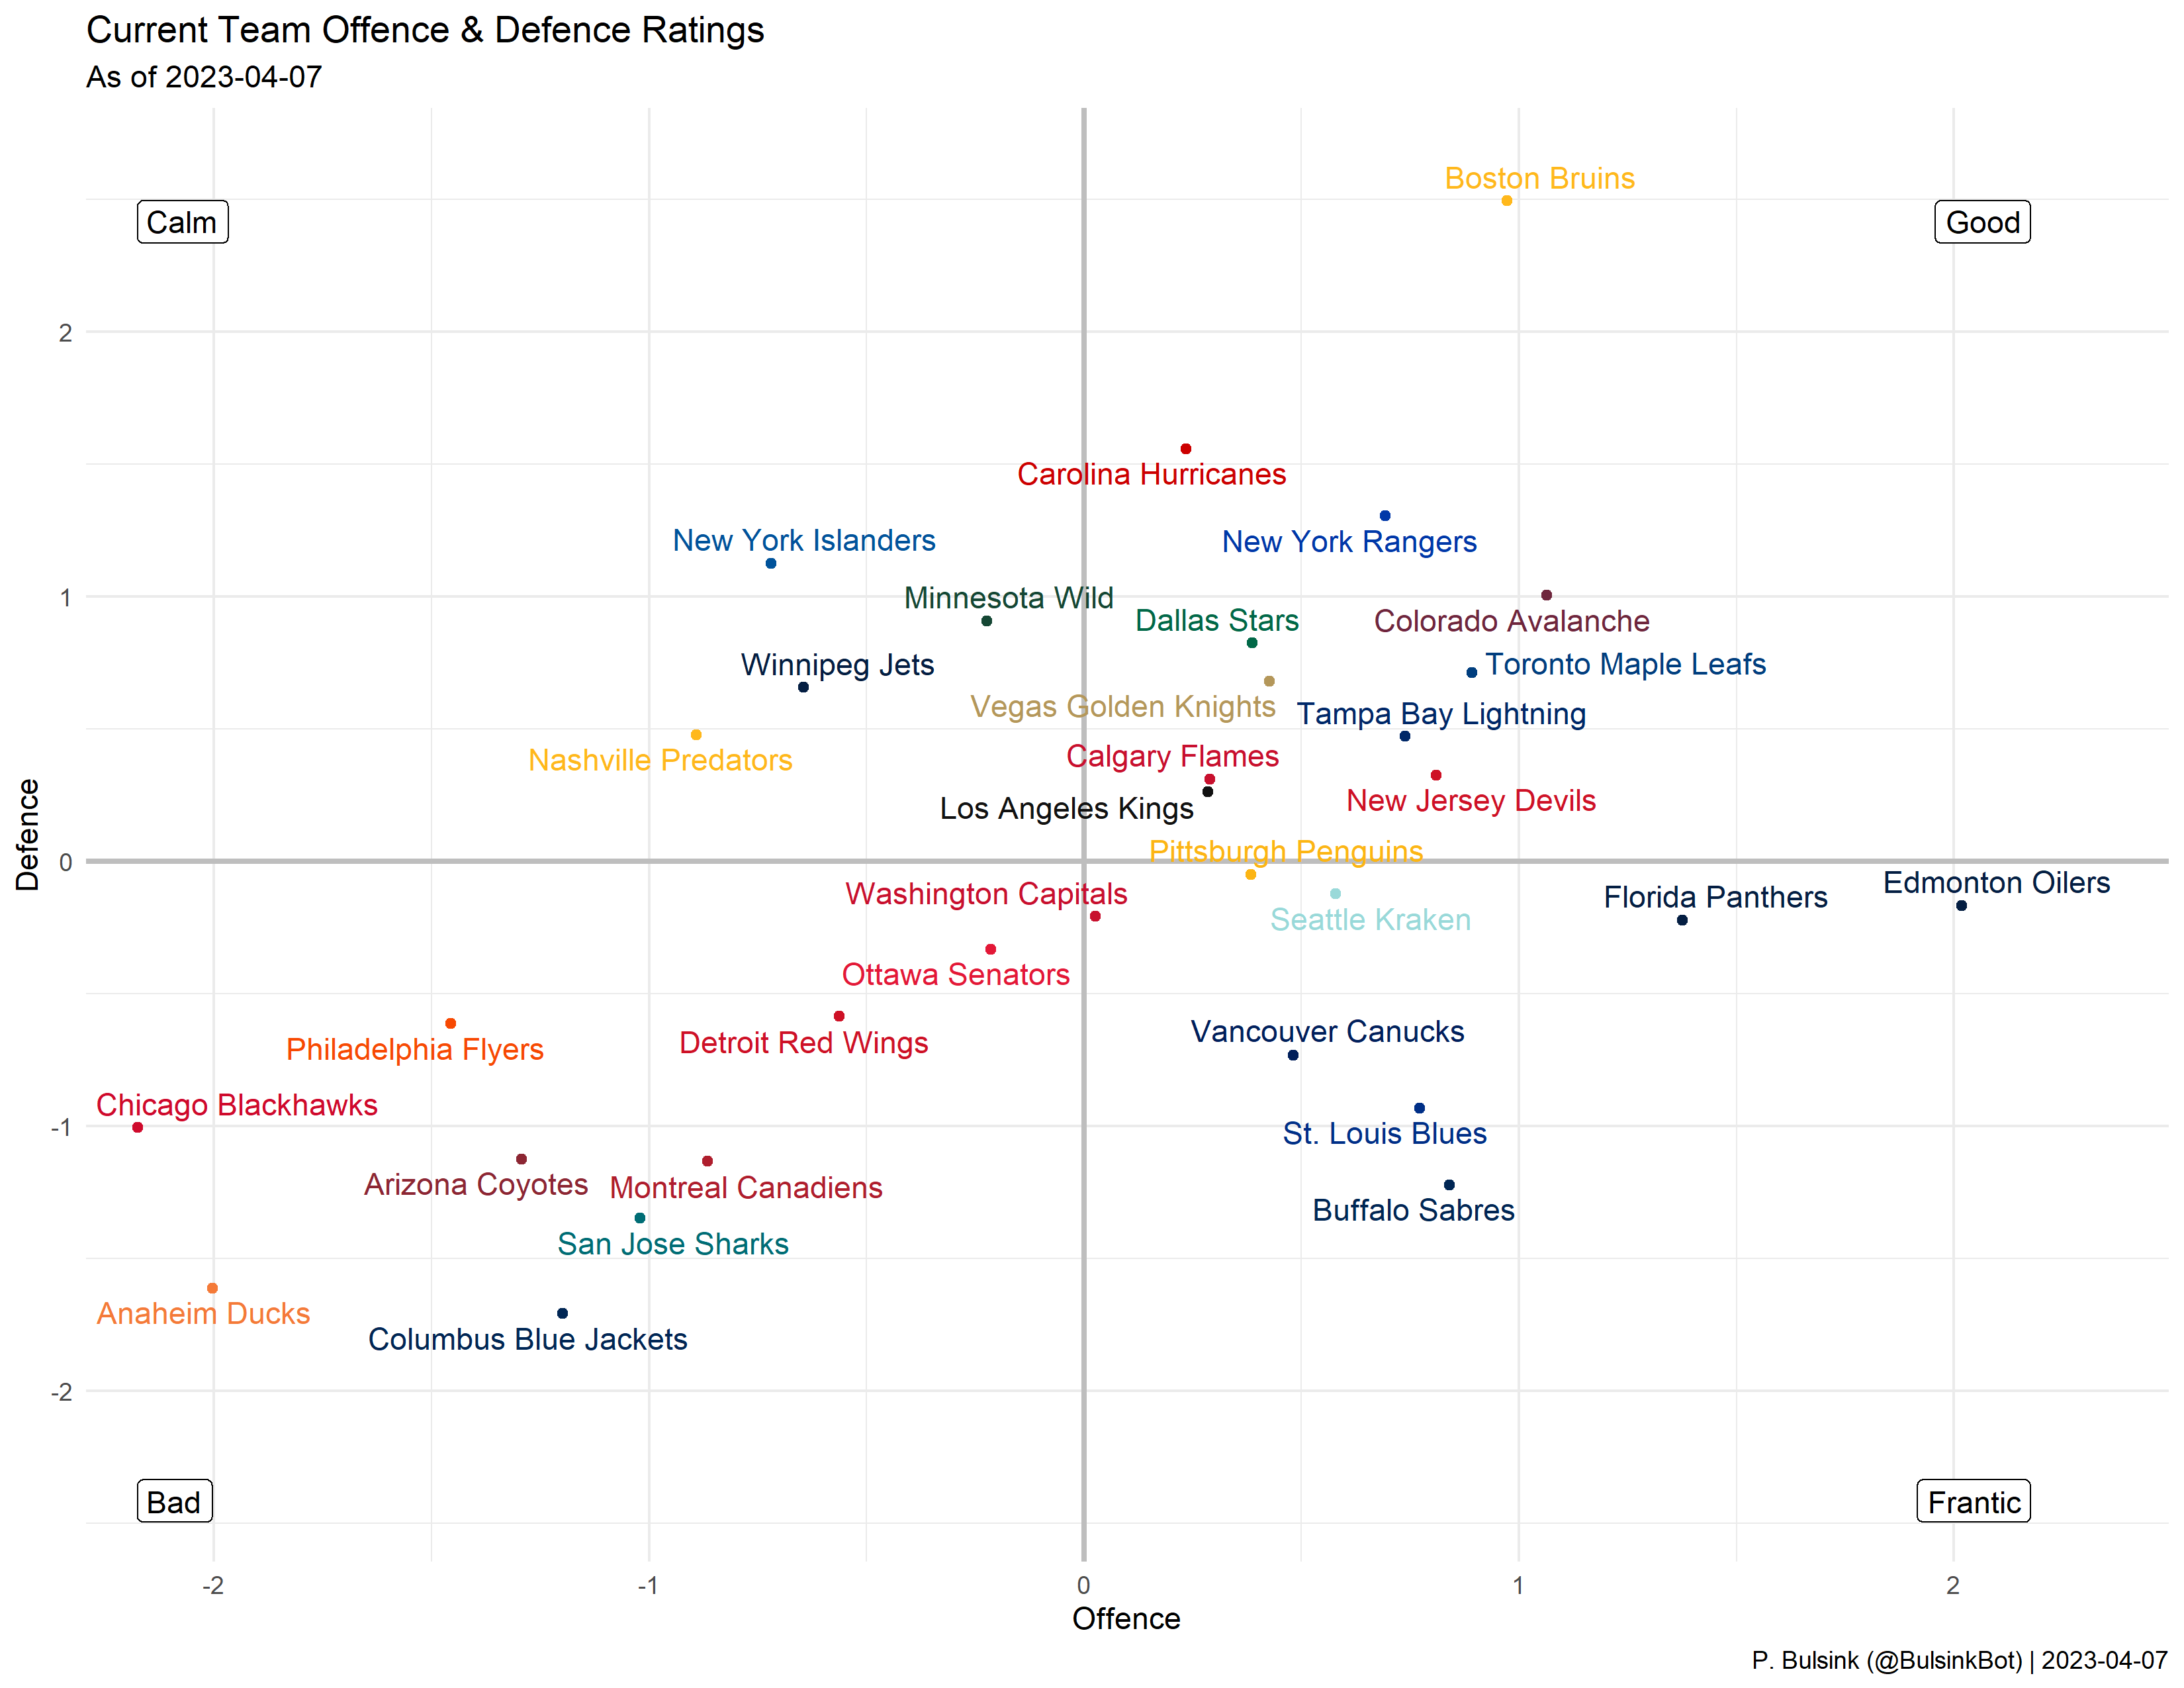 Current Team Offence & Defence Ratings
As of 2023-04-07
Boston Bruins
Calm
Good
2
Carolina Hurricanes
New York Islanders
New York Rangers
1
Minnesota Wild
Dallas Stars
Colorado Avalanche
Winnipeg Jets
Toronto Maple Leafs
Vegas Golden Knights
Tampa Bay Lightning
Nashville Predators
Calgary Flames
Los Angeles Kings
New Jersey Devils
Defence
Pittsburgh Penguins
0
Washington Capitals
Seattle Kraken
Florida Panthers
Edmonton Oilers
Ottawa Senators
Philadelphia Flyers
Detroit Red Wings
Vancouver Canucks
Chicago Blackhawks
-1
St. Louis Blues
Arizona Coyotes
Montreal Canadiens
Buffalo Sabres
San Jose Sharks
Anaheim Ducks
Columbus Blue Jackets
-2
Bad
Frantic
-2
-1
0
1
2
Offence
P. Bulsink (@BulsinkBot) | 2023-04-07